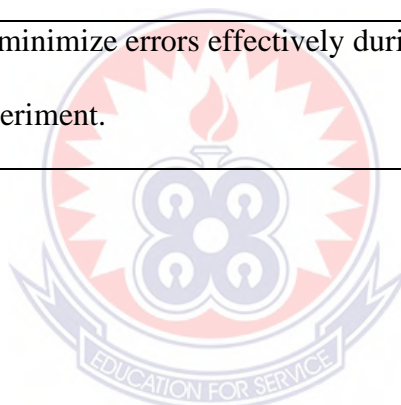 minimize errors effectively duri
eriment.
EDUCATION FOR SERVICE